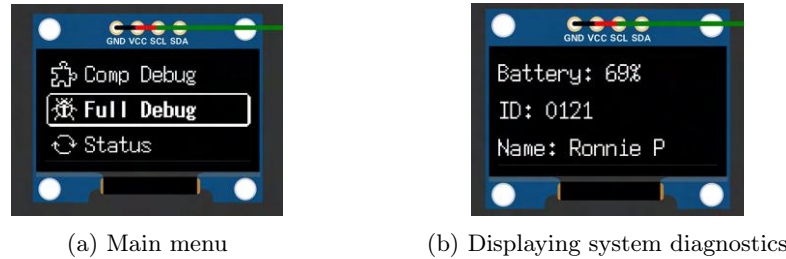 GND VCC SCL SDA
Comp Debug
Full Debug
Status
(a) Main menu
GND VCC SCL SDA
Battery: 69%
ID: 0121
Name: Ronnie P
(b) Displaying system diagnostics